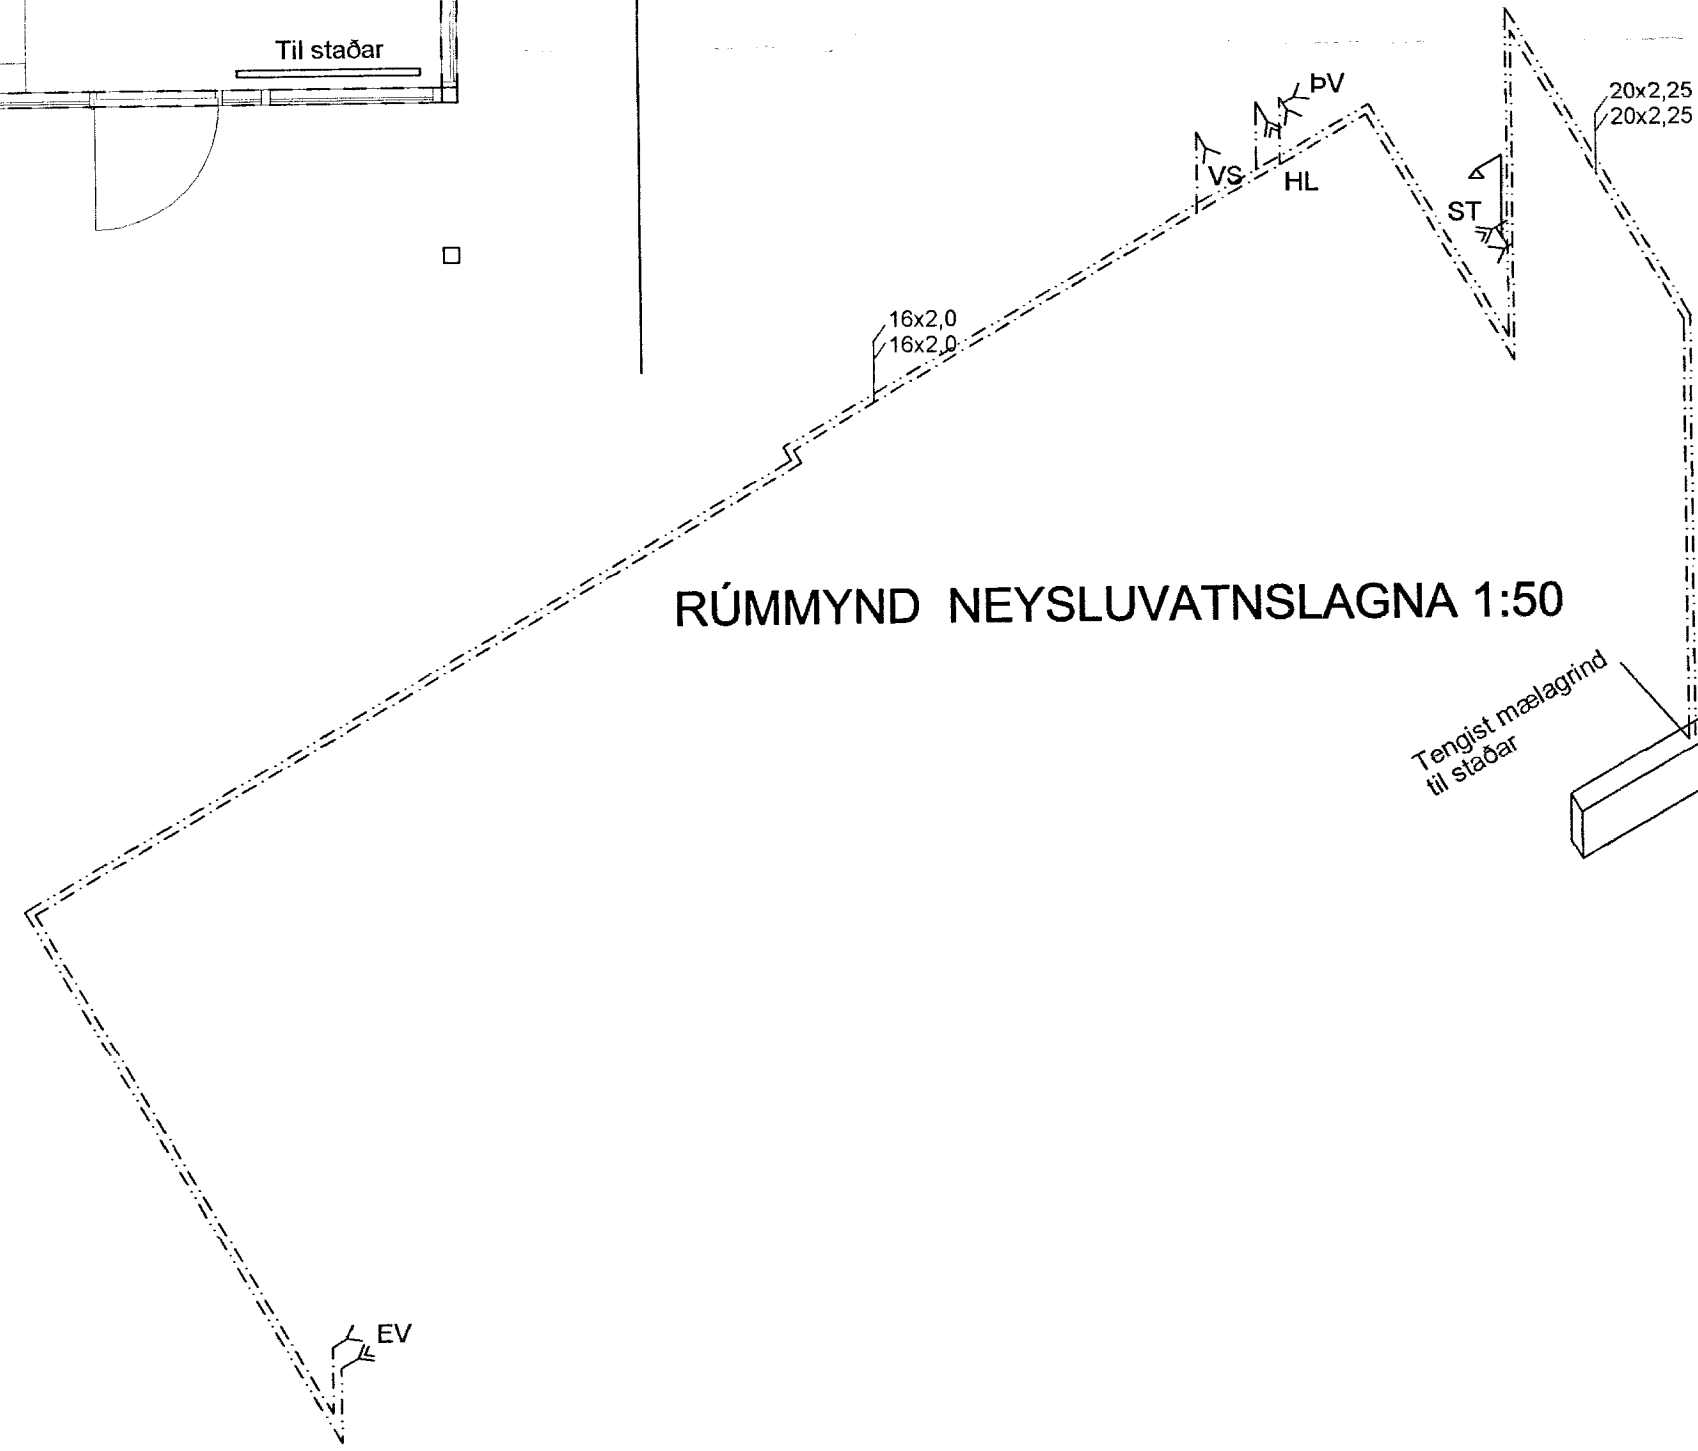 Til staðar
ÞV
20x2,25
20x2,25
VS
HL
ST
16x2,0
16x2,0
RÚMMYND NEYSLUVATNSLAGNA 1:50
Tengist mælagrind
til staðar
EV